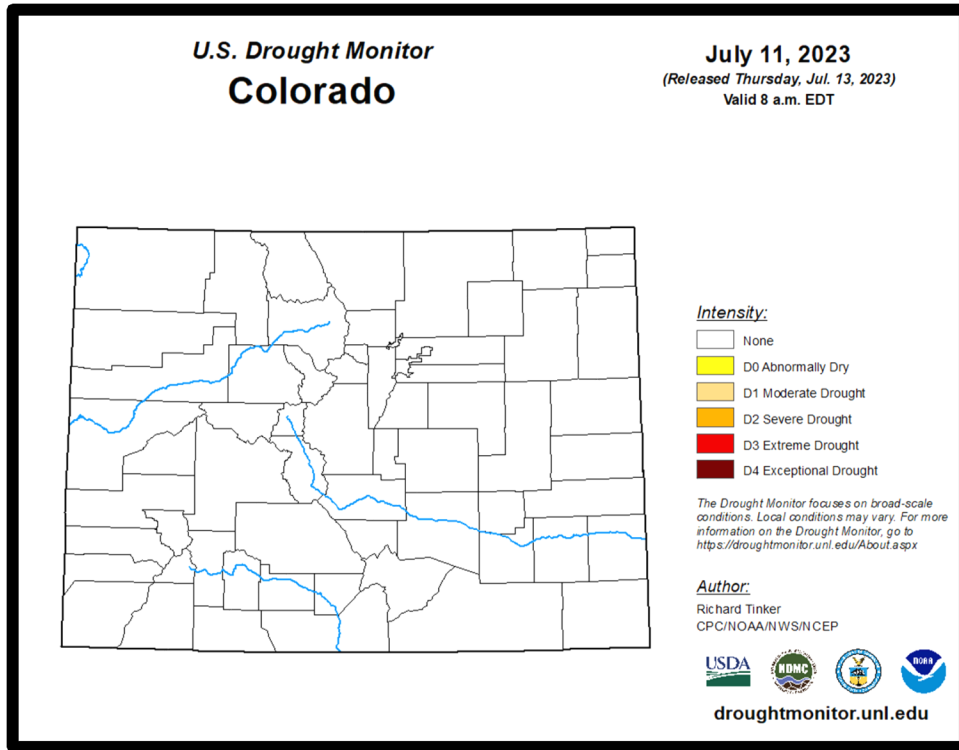 U.S. Drought Monitor
Colorado
July 11, 2023
(Released Thursday, Jul. 13, 2023)
Valid 8 a.m. EDT
Intensity:
None
D0 Abnormally Dry
D1 Moderate Drought
D2 Severe Drought
D3 Extreme Drought
D4 Exceptional Drought
The Drought Monitor focuses on broad-scale
conditions. Local conditions may vary. For more
information on the Drought Monitor, go to
https://droughtmonitor.unl.edu/About.aspx
Author:
Richard Tinker
CPC/NOAA/NWS/NCEP
USDA
NDMC
NOAA
droughtmonitor.unl.edu